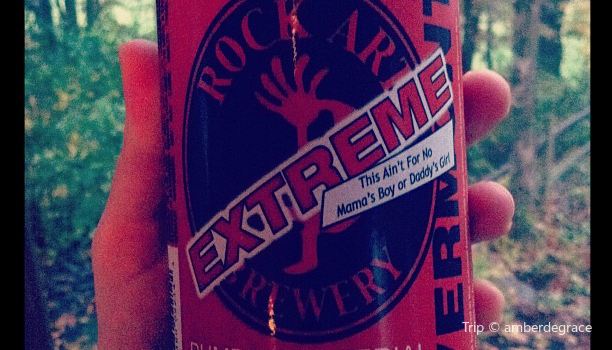 ROCK ART
EXTREME
This Ain't For No
Mama's Boy or Daddy's Girl
BREWERY
VERMONT
Trip © amberdegrace